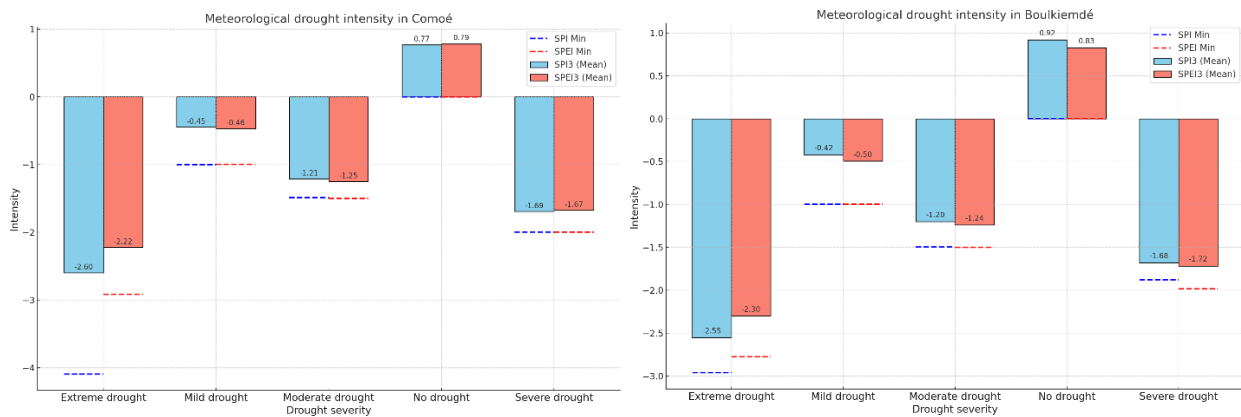 Meteorological drought intensity in Comoé
SPI Min
SPEI Min
SPI3 (Mean)
SPEI3 (Mean)
1
0
−1
−2
−3
−4
Intensity
-2.60
-2.22
-0.45
-0.46
-1.21
-1.25
0.77
0.79
-1.69
-1.67
Extreme drought
Mild drought
Moderate drought
No drought
Severe drought
Drought severity
Meteorological drought intensity in Boulkiemdé
SPI Min
SPEI Min
SPI3 (Mean)
SPEI3 (Mean)
1.0
0.5
0.0
−0.5
−1.0
−1.5
−2.0
−2.5
−3.0
Intensity
2.55
-2.30
-0.42
-0.50
-1.20
-1.24
0.92
0.83
-1.68
-1.72
Extreme drought
Mild drought
Moderate drought
No drought
Severe drought
Drought severity